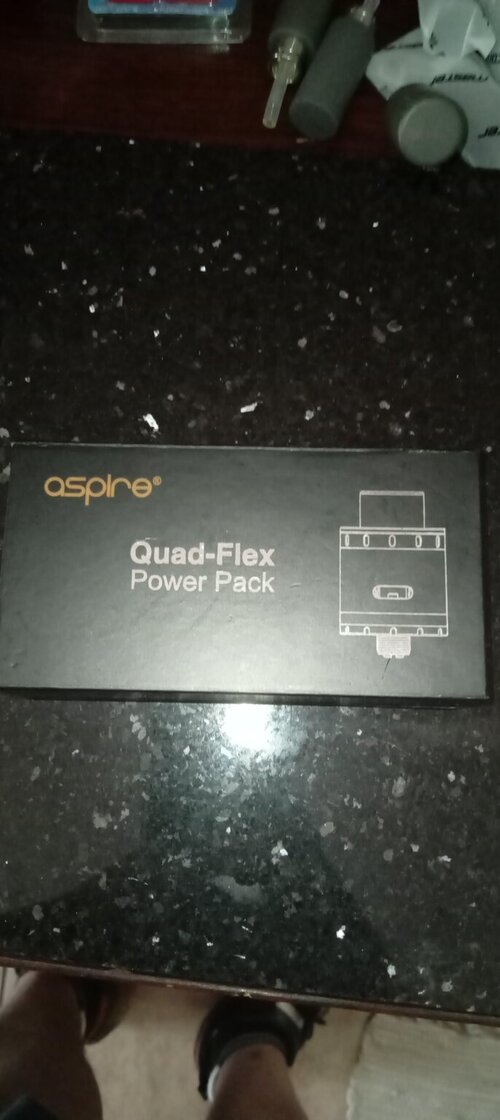 aspire®
Quad-Flex
Power Pack